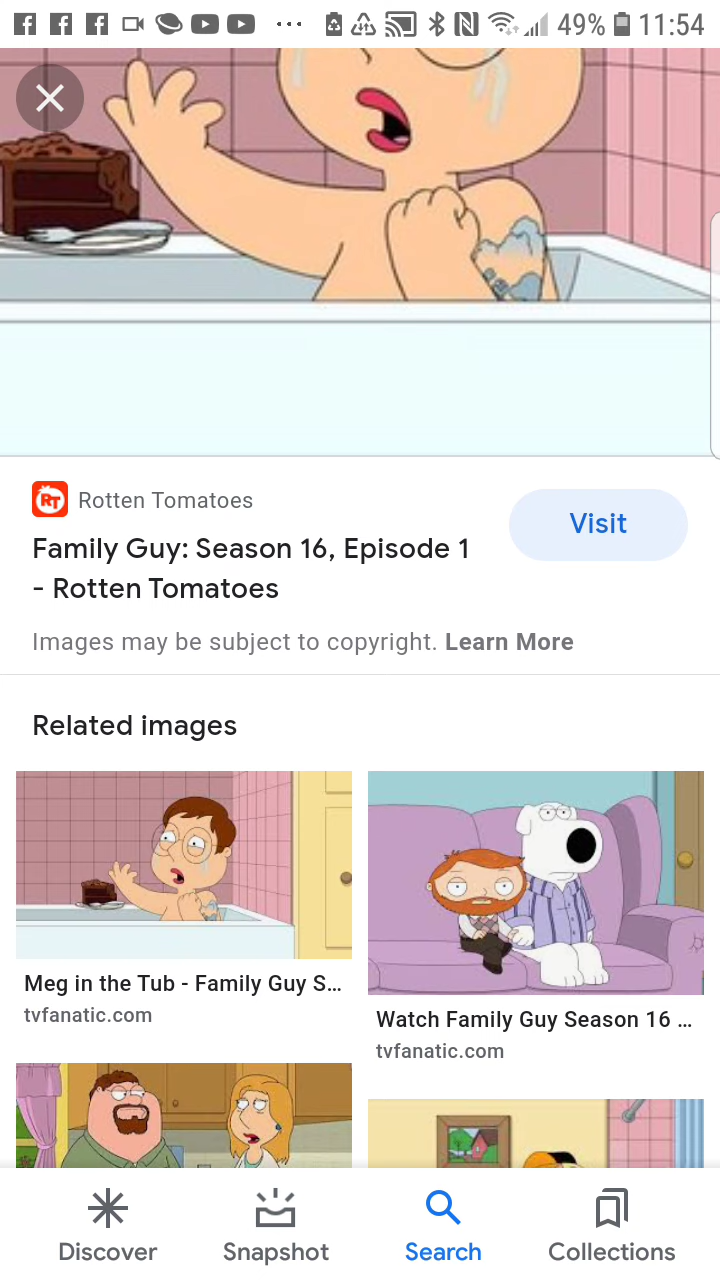 49% 11:54
RT Rotten Tomatoes
Visit
Family Guy: Season 16, Episode 1
- Rotten Tomatoes
Images may be subject to copyright. Learn More
Related images
Meg in the Tub - Family Guy S...
tvfanatic.com
Watch Family Guy Season 16 ...
tvfanatic.com
Discover Snapshot Search Collections